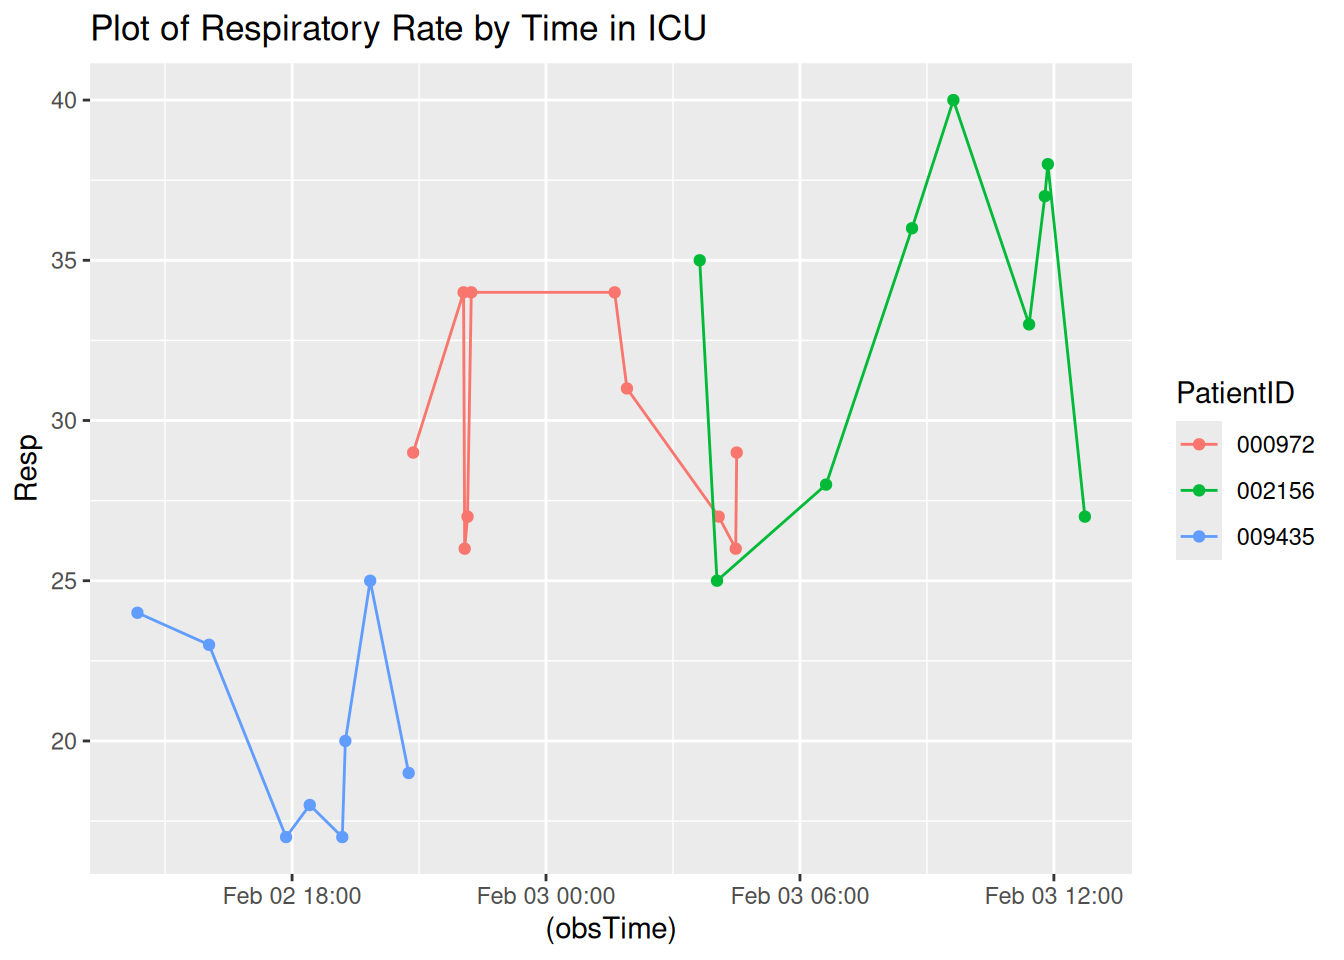 Plot of Respiratory Rate by Time in ICU
40
35
30
25
20
Resp
Feb 02 18:00
Feb 03 00:00
Feb 03 06:00
Feb 03 12:00
(obsTime)
PatientID
000972
002156
009435